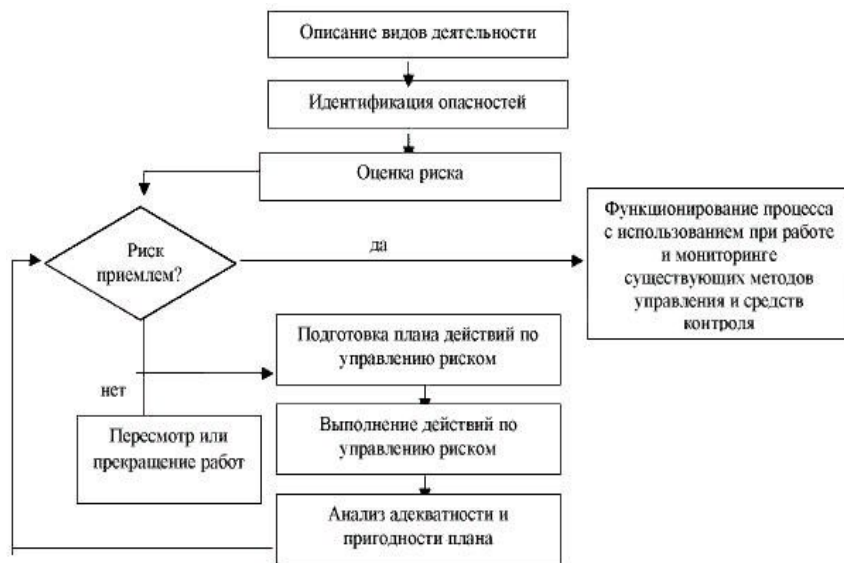 Описание видов деятельности
Идентификация опасностей
Оценка риска
Риск
приемлем?
да
Функционирование процесса
с использованием при работе
и мониторинге
существующих методов
управления и средств
контроля
нет
Подготовка плана действий по
управлению риском
Пересмотр или
прекращение работ
Выполнение действий по
управлению риском
Анализ адекватности и
пригодности плана